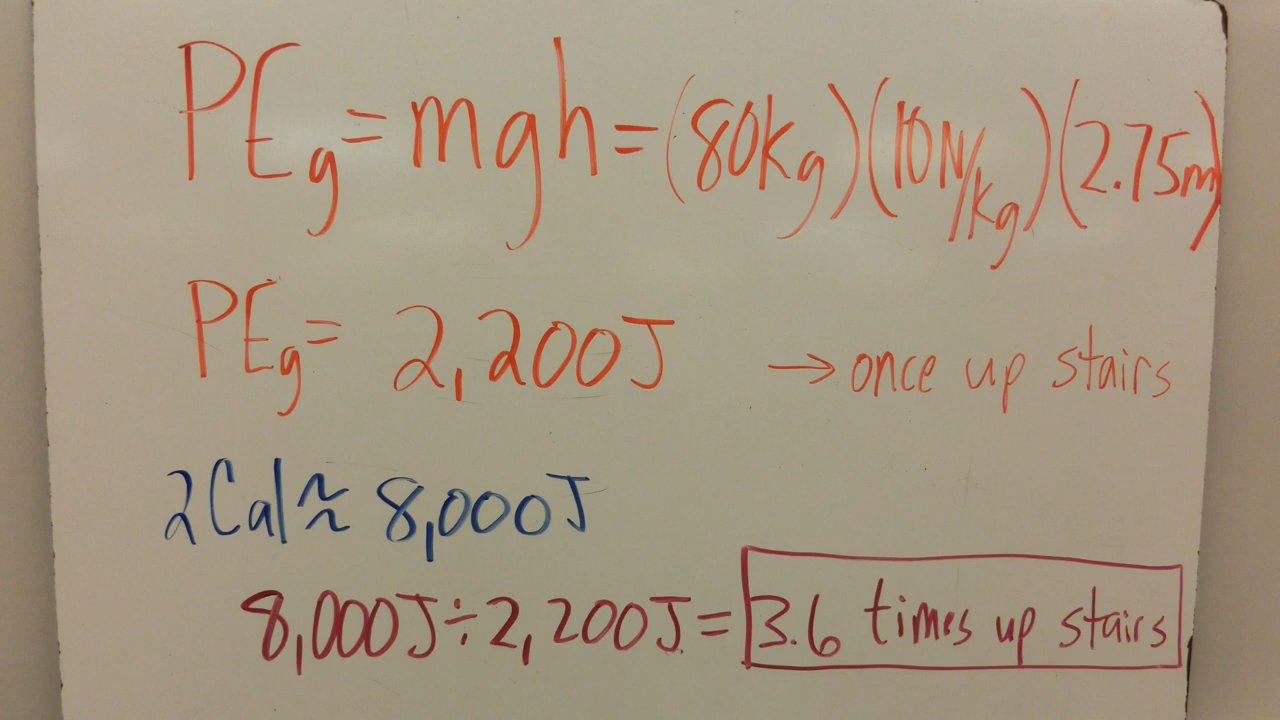 PEg = mgh = (80kg)(10N/kg)(2.75m)
PEg = 2,200J → once up stairs
2Cal ≈ 8,000J
8,000J ÷ 2,200J = 3.6 times up stairs